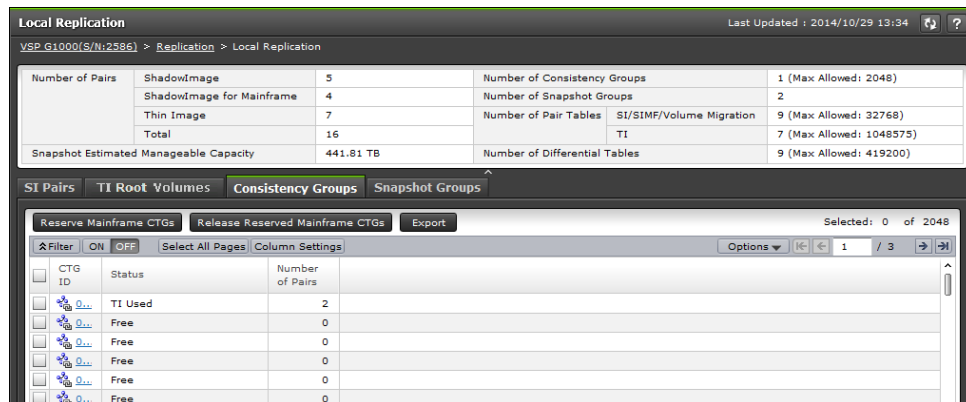 Local Replication
Last Updated : 2014/10/29 13:34
?
VSP G1000(S/N:2586) > Replication > Local Replication
Number of Pairs ShadowImage 5 Number of Consistency Groups 1 (Max Allowed: 2048)
ShadowImage for Mainframe 4 Number of Snapshot Groups 2
Thin Image 7 Number of Pair Tables SI/SIMF/Volume Migration 9 (Max Allowed: 32768)
Total 16 TI 7 (Max Allowed: 1048575)
Snapshot Estimated Manageable Capacity 441.81 TB Number of Differential Tables 9 (Max Allowed: 419200)
SI Pairs TI Root Volumes Consistency Groups Snapshot Groups
Reserve Mainframe CTGs Release Reserved Mainframe CTGs Export Selected: 0 of 2048
Filter ON OFF Select All Pages Column Settings Options 1 / 3
CTG ID Status Number of Pairs
0... TI Used 2
0... Free 0
0... Free 0
0... Free 0
0... Free 0
0... Free 0